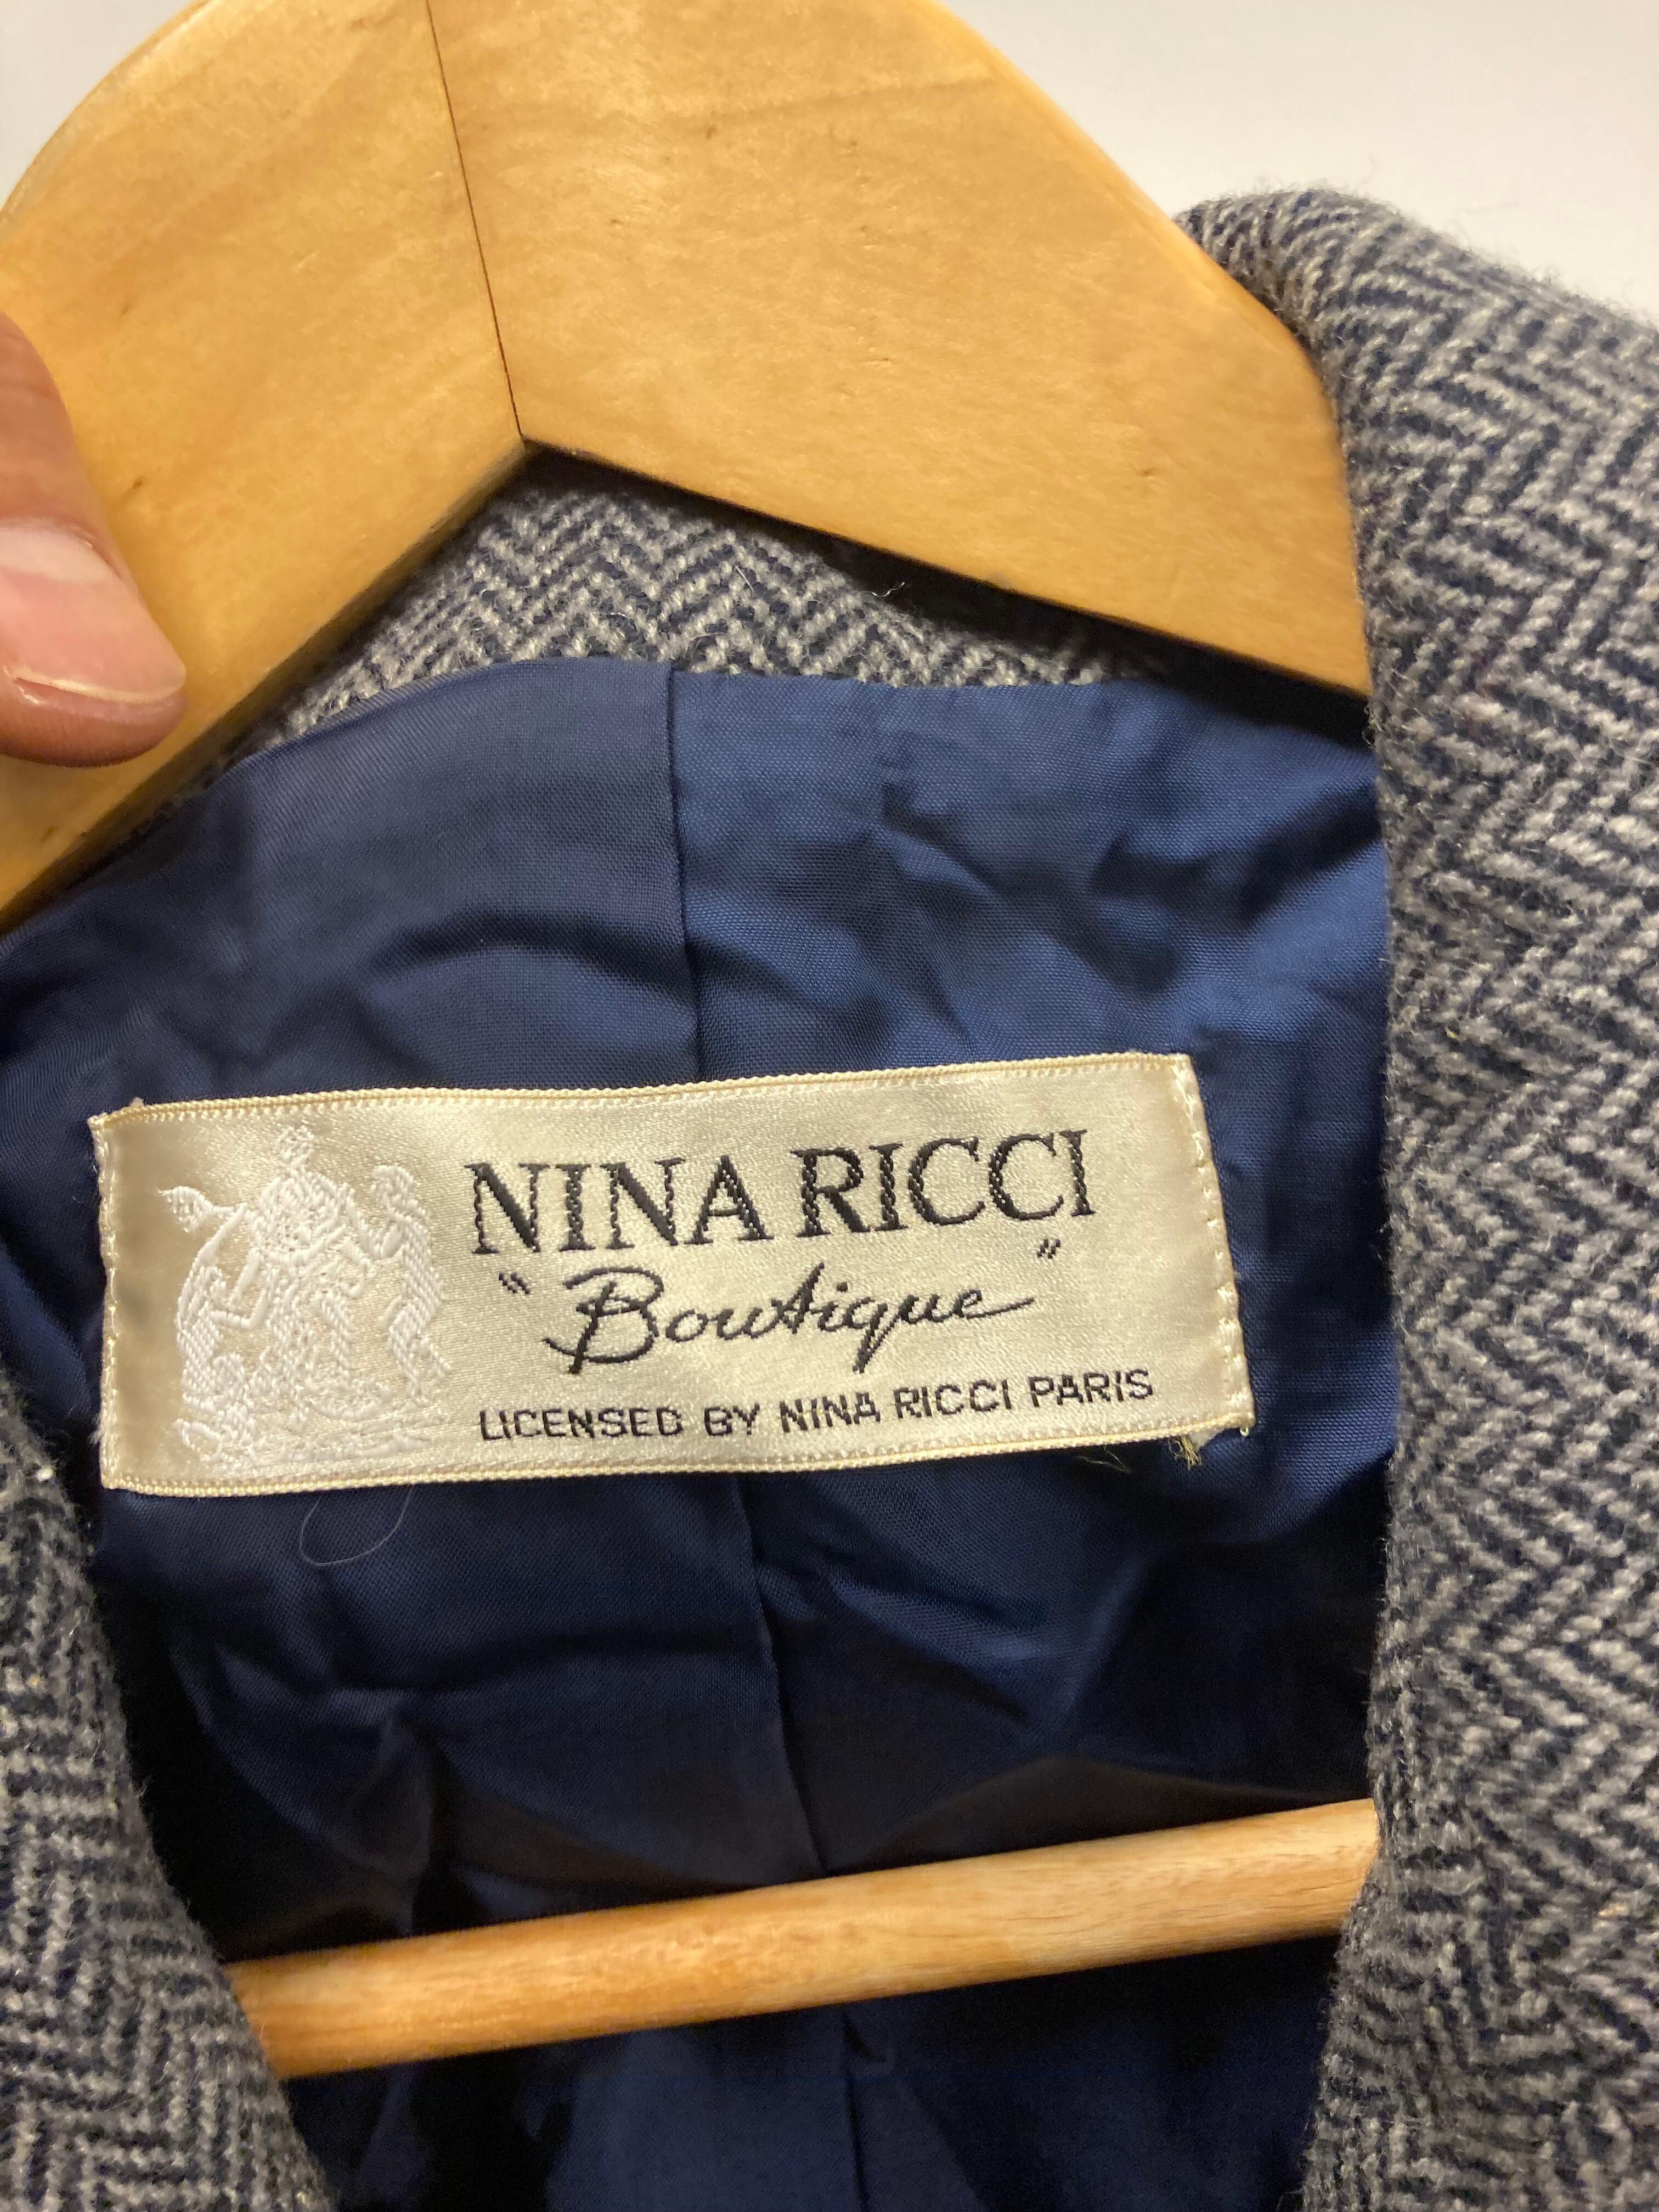 NINA RICCI
"Boutique"
LICENSED BY NINA RICCI PARIS